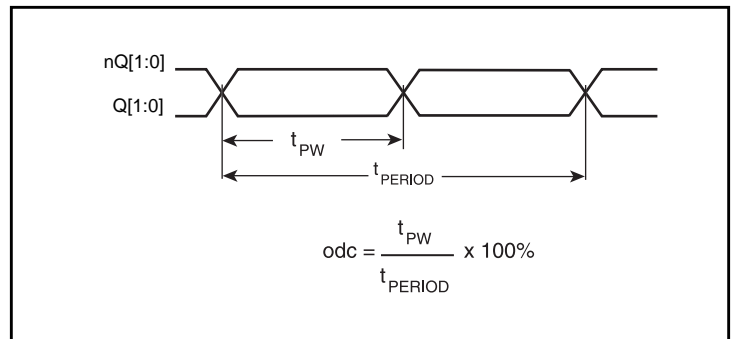 nQ[1:0]
Q[1:0]
tPW
tPERIOD
odc = tPW / tPERIOD x 100%